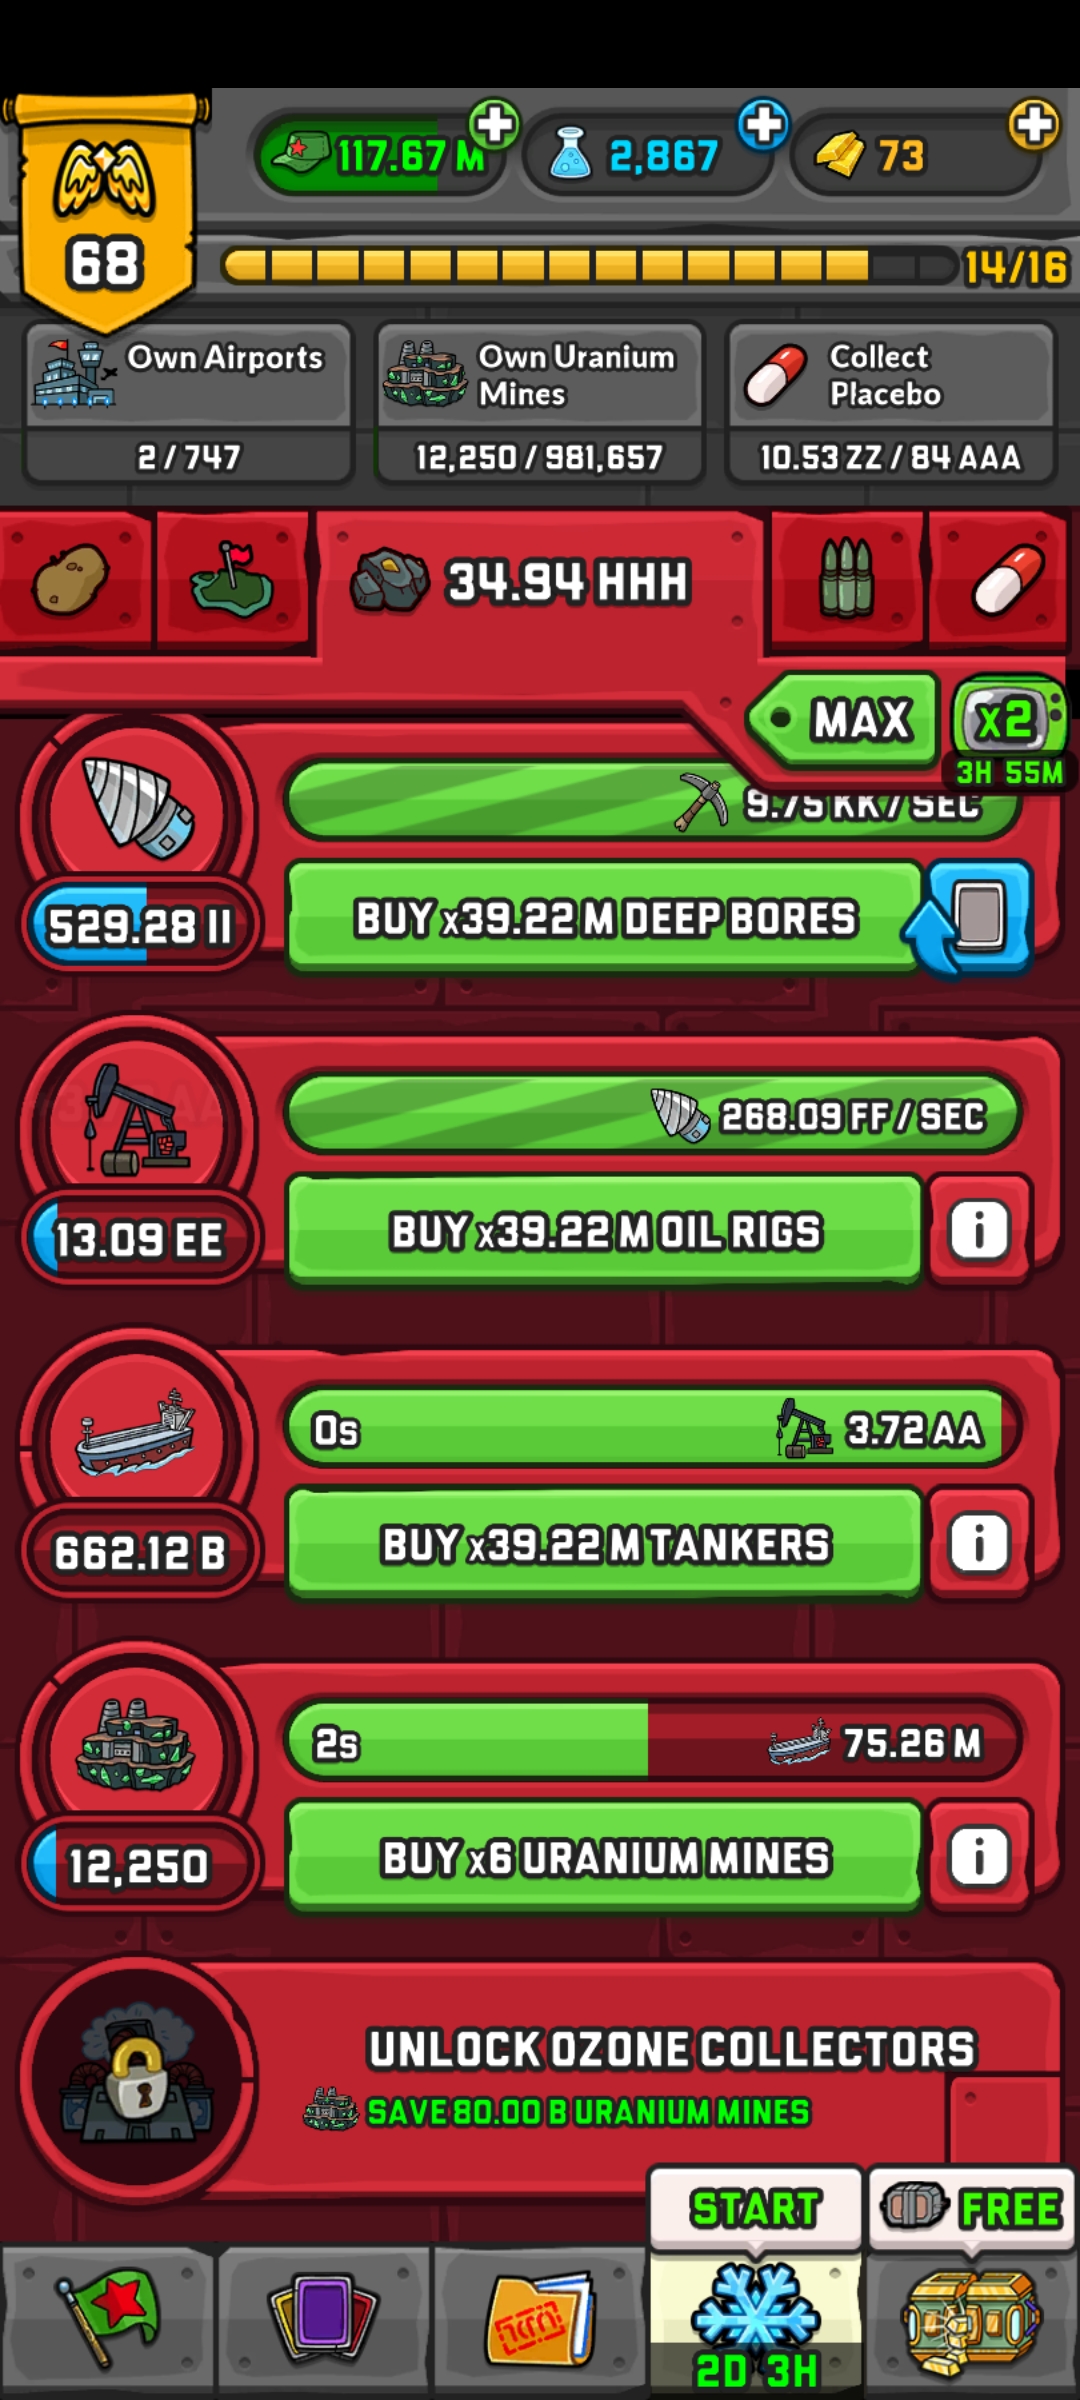 117.67 M
2,867
73
68
14/16
Own Airports
2 / 747
Own Uranium
Mines
12,250 / 981,657
Collect
Placebo
10.53 ZZ / 84 AAA
34.94 HHH
MAX
x2
3H 55M
9.75 KK / SEC
529.28 II
BUY x39.22 M DEEP BORES
268.09 FF / SEC
13.09 EE
BUY x39.22 M OIL RIGS
i
0s
3.72 AA
662.12 B
BUY x39.22 M TANKERS
i
2s
75.26 M
12,250
BUY x6 URANIUM MINES
i
UNLOCK OZONE COLLECTORS
SAVE 80.00 B URANIUM MINES
START
FREE
2D 3H